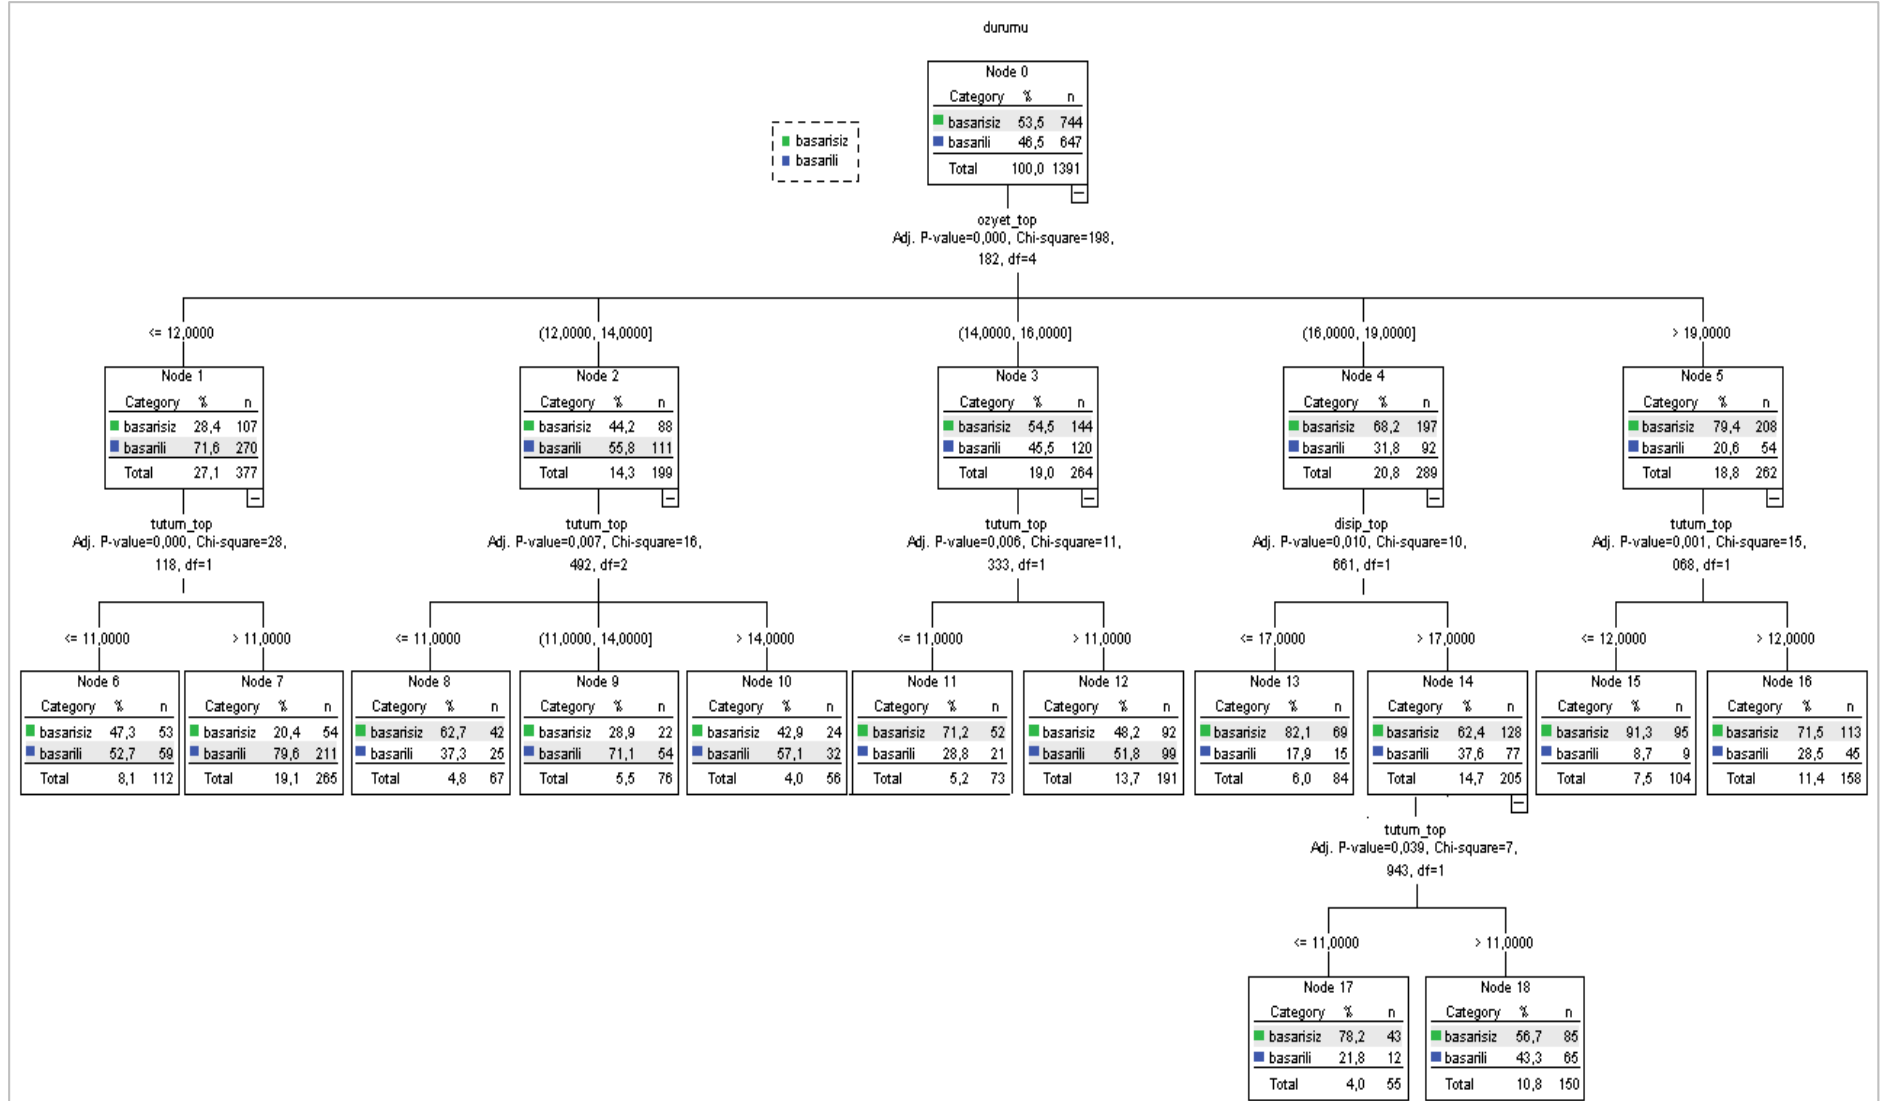 durumu
Node 0
Category % n
basarisiz 53,5 744
basarili 46,5 647
Total 100,0 1391
basarisiz
basarili
ozyet_top
Adj. P-value=0,000, Chi-square=198,
182, df=4
<= 12,0000
(12,0000, 14,0000]
(14,0000, 16,0000]
(16,0000, 19,0000]
> 19,0000
Node 1
Category % n
basarisiz 28,4 107
basarili 71,6 270
Total 27,1 377
Node 2
Category % n
basarisiz 44,2 88
basarili 55,8 111
Total 14,3 199
Node 3
Category % n
basarisiz 54,5 144
basarili 45,5 120
Total 19,0 264
Node 4
Category % n
basarisiz 68,2 197
basarili 31,8 92
Total 20,8 289
Node 5
Category % n
basarisiz 79,4 208
basarili 20,6 54
Total 18,8 262
tutum_top
Adj. P-value=0,000, Chi-square=28,
118, df=1
tutum_top
Adj. P-value=0,007, Chi-square=16,
492, df=2
tutum_top
Adj. P-value=0,006, Chi-square=11,
333, df=1
disip_top
Adj. P-value=0,010, Chi-square=10,
661, df=1
tutum_top
Adj. P-value=0,001, Chi-square=15,
068, df=1
<= 11,0000
> 11,0000
<= 11,0000
(11,0000, 14,0000]
> 14,0000
<= 11,0000
> 11,0000
<= 17,0000
> 17,0000
<= 12,0000
> 12,0000
Node 6
Category % n
basarisiz 47,3 53
basarili 52,7 59
Total 8,1 112
Node 7
Category % n
basarisiz 20,4 54
basarili 79,6 211
Total 19,1 265
Node 8
Category % n
basarisiz 62,7 42
basarili 37,3 25
Total 4,8 67
Node 9
Category % n
basarisiz 28,9 22
basarili 71,1 54
Total 5,5 76
Node 10
Category % n
basarisiz 42,9 24
basarili 57,1 32
Total 4,0 56
Node 11
Category % n
basarisiz 71,2 52
basarili 28,8 21
Total 5,2 73
Node 12
Category % n
basarisiz 48,2 92
basarili 51,8 99
Total 13,7 191
Node 13
Category % n
basarisiz 82,1 69
basarili 17,9 15
Total 6,0 84
Node 14
Category % n
basarisiz 62,4 128
basarili 37,6 77
Total 14,7 205
Node 15
Category % n
basarisiz 91,3 95
basarili 8,7 9
Total 7,5 104
Node 16
Category % n
basarisiz 71,5 113
basarili 28,5 45
Total 11,4 158
tutum_top
Adj. P-value=0,039, Chi-square=7,
943, df=1
<= 11,0000
> 11,0000
Node 17
Category % n
basarisiz 78,2 43
basarili 21,8 12
Total 4,0 55
Node 18
Category % n
basarisiz 56,7 85
basarili 43,3 65
Total 10,8 150